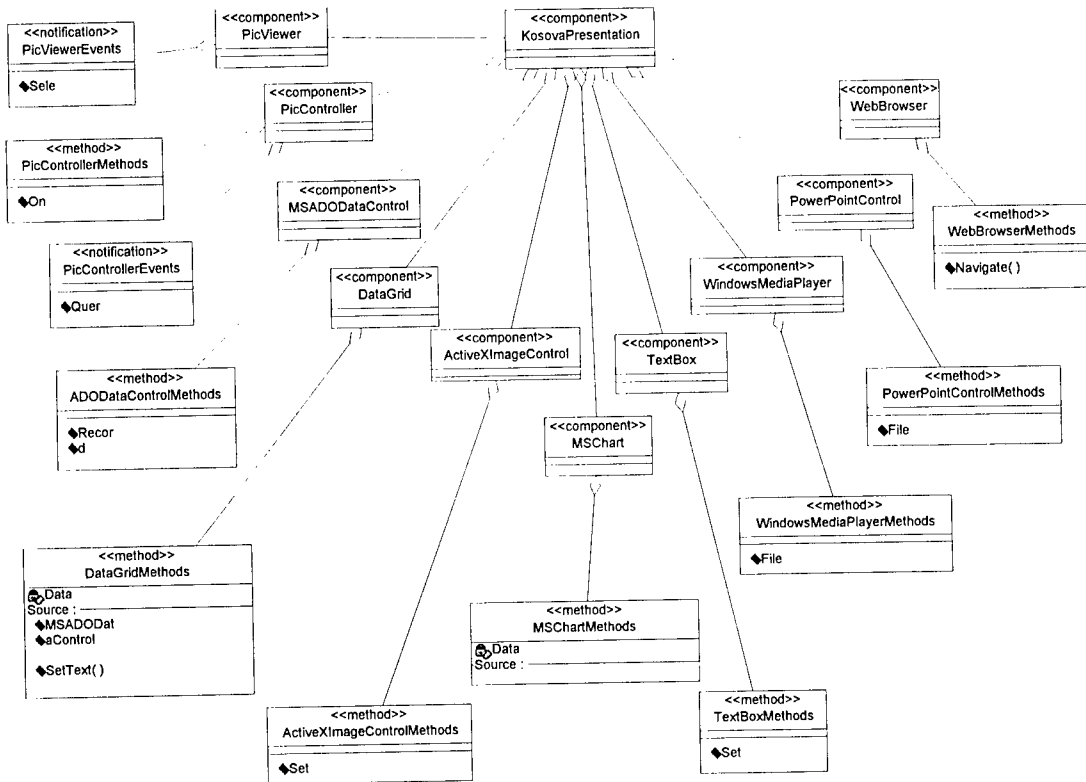 <<notification>>
PicViewerEvents
Sele
<<component>>
PicViewer
<<component>>
KosovaPresentation
<<component>>
PicController
<<component>>
WebBrowser
<<method>>
PicControllerMethods
On
<<component>>
MSADODataControl
<<component>>
PowerPointControl
<<method>>
WebBrowserMethods
Navigate( )
<<notification>>
PicControllerEvents
Quer
<<component>>
DataGrid
<<component>>
WindowsMediaPlayer
<<component>>
ActiveXImageControl
<<component>>
TextBox
<<method>>
ADODataControlMethods
Recor
d
<<method>>
PowerPointControlMethods
File
<<component>>
MSChart
<<method>>
WindowsMediaPlayerMethods
File
<<method>>
DataGridMethods
Data
Source :
MSADODat
aControl
SetText( )
<<method>>
MSChartMethods
Data
Source :
<<method>>
ActiveXImageControlMethods
Set
<<method>>
TextBoxMethods
Set